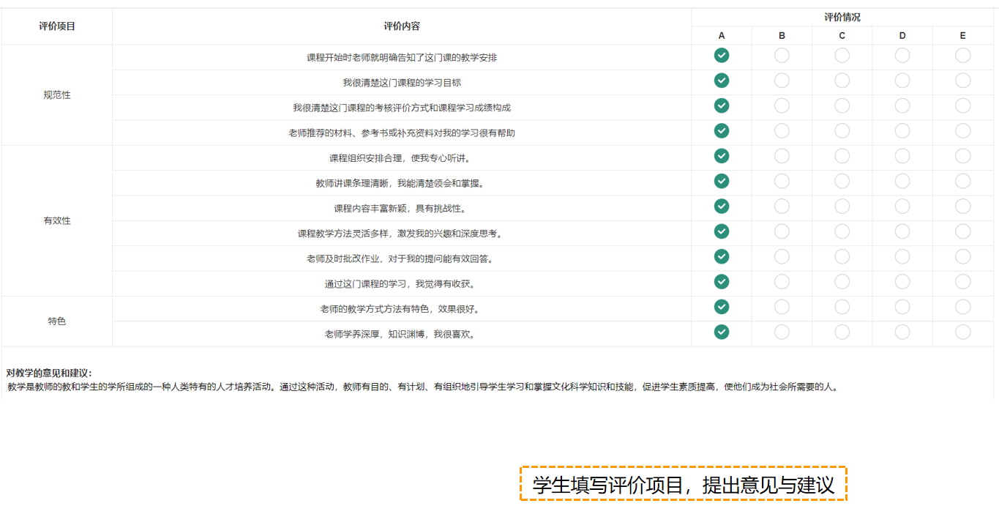 评价项目 评价内容 评价情况
A B C D E
规范性
课程开始时老师就明确告知了这门课的教学安排
我很清楚这门课程的学习目标
我很清楚这门课程的考核评价方式和课程学习成绩构成
老师推荐的材料、参考书或补充资料对我的学习很有帮助
有效性
课程组织安排合理，使我专心听讲。
教师讲课条理清晰，我能清楚领会和掌握。
课程内容丰富新颖，具有挑战性。
课程教学方法灵活多样，激发我的兴趣和深度思考。
老师及时批改作业，对于我的提问能有效回答。
通过这门课程的学习，我觉得有收获。
特色
老师的教学方式方法有特色，效果很好。
老师学养深厚，知识渊博，我很喜欢。
对教学的意见和建议：
教学是教师的教和学生的学所组成的一种人类特有的人才培养活动。通过这种活动，教师有目的、有计划、有组织地引导学生学习和掌握文化科学知识和技能，促进学生素质提高，使他们成为社会所需要的人。
学生填写评价项目，提出意见与建议